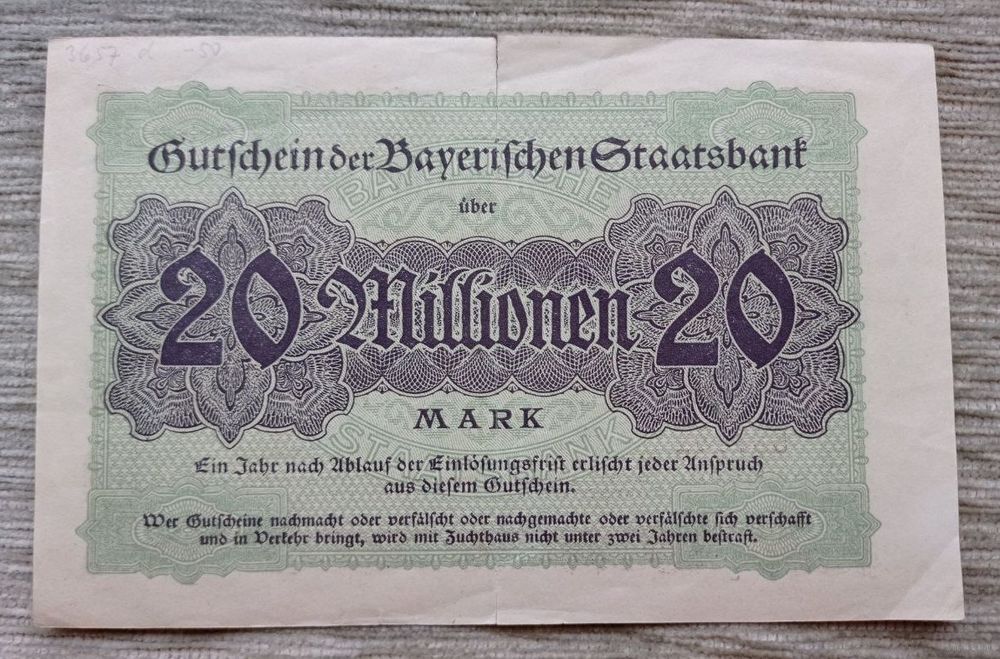 3657 d -50
Gutschein der Bayerischen Staatsbank
BAYERISCHE
über
20 Millionen 20
MARK
STAATSBANK
Ein Jahr nach Ablauf der Einlösungsfrist erlischt jeder Anspruch
aus diesem Gutschein.
Wer Gutscheine nachmacht oder verfälscht oder nachgemachte oder verfälschte sich verschafft
und in Verkehr bringt, wird mit Zuchthaus nicht unter zwei Jahren bestraft.